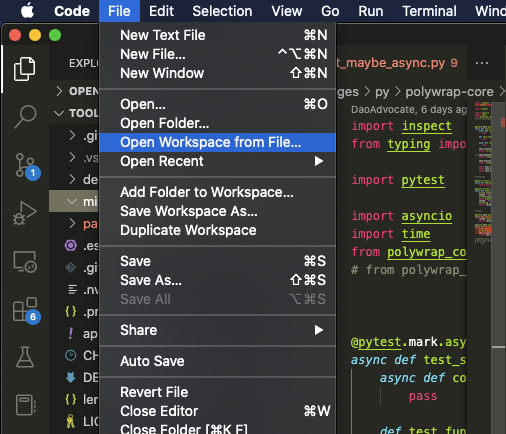 Code File Edit Selection View Go Run Terminal
EXPL
t_maybe_async.py 9 ...
ges > py > polywrap-core >
DaoAdvocate, 6 days ag
> OPEN
TOOL
> .gi
> .vs
> de
mi
> pa
.es
.gi
.nv
{} .pr
! ap
CH
DE
{} ler
LIC
1
6
New Text File ⌘N
New File... ^⌥⌘N
New Window ⇧⌘N
Open... ⌘O
Open Folder...
Open Workspace from File...
Open Recent
Add Folder to Workspace...
Save Workspace As...
Duplicate Workspace
Save ⌘S
Save As... ⇧⌘S
Save All ⌥⌘S
Share
Auto Save
Revert File
Close Editor ⌘W
Close Folder [⌘K F]
import inspect
from typing impo
import pytest
import asyncio
import time
from polywrap_co
# from polywrap_
@pytest.mark.asy
async def test_s
async def co
pass
def test_fun